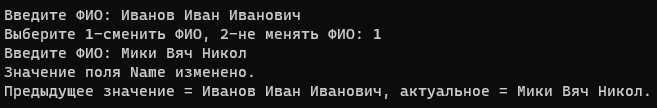 Введите ФИО: Иванов Иван Иванович
Выберите 1-сменить ФИО, 2-не менять ФИО: 1
Введите ФИО: Мики Вяч Никол
Значение поля Name изменено.
Предыдущее значение = Иванов Иван Иванович, актуальное = Мики Вяч Никол.